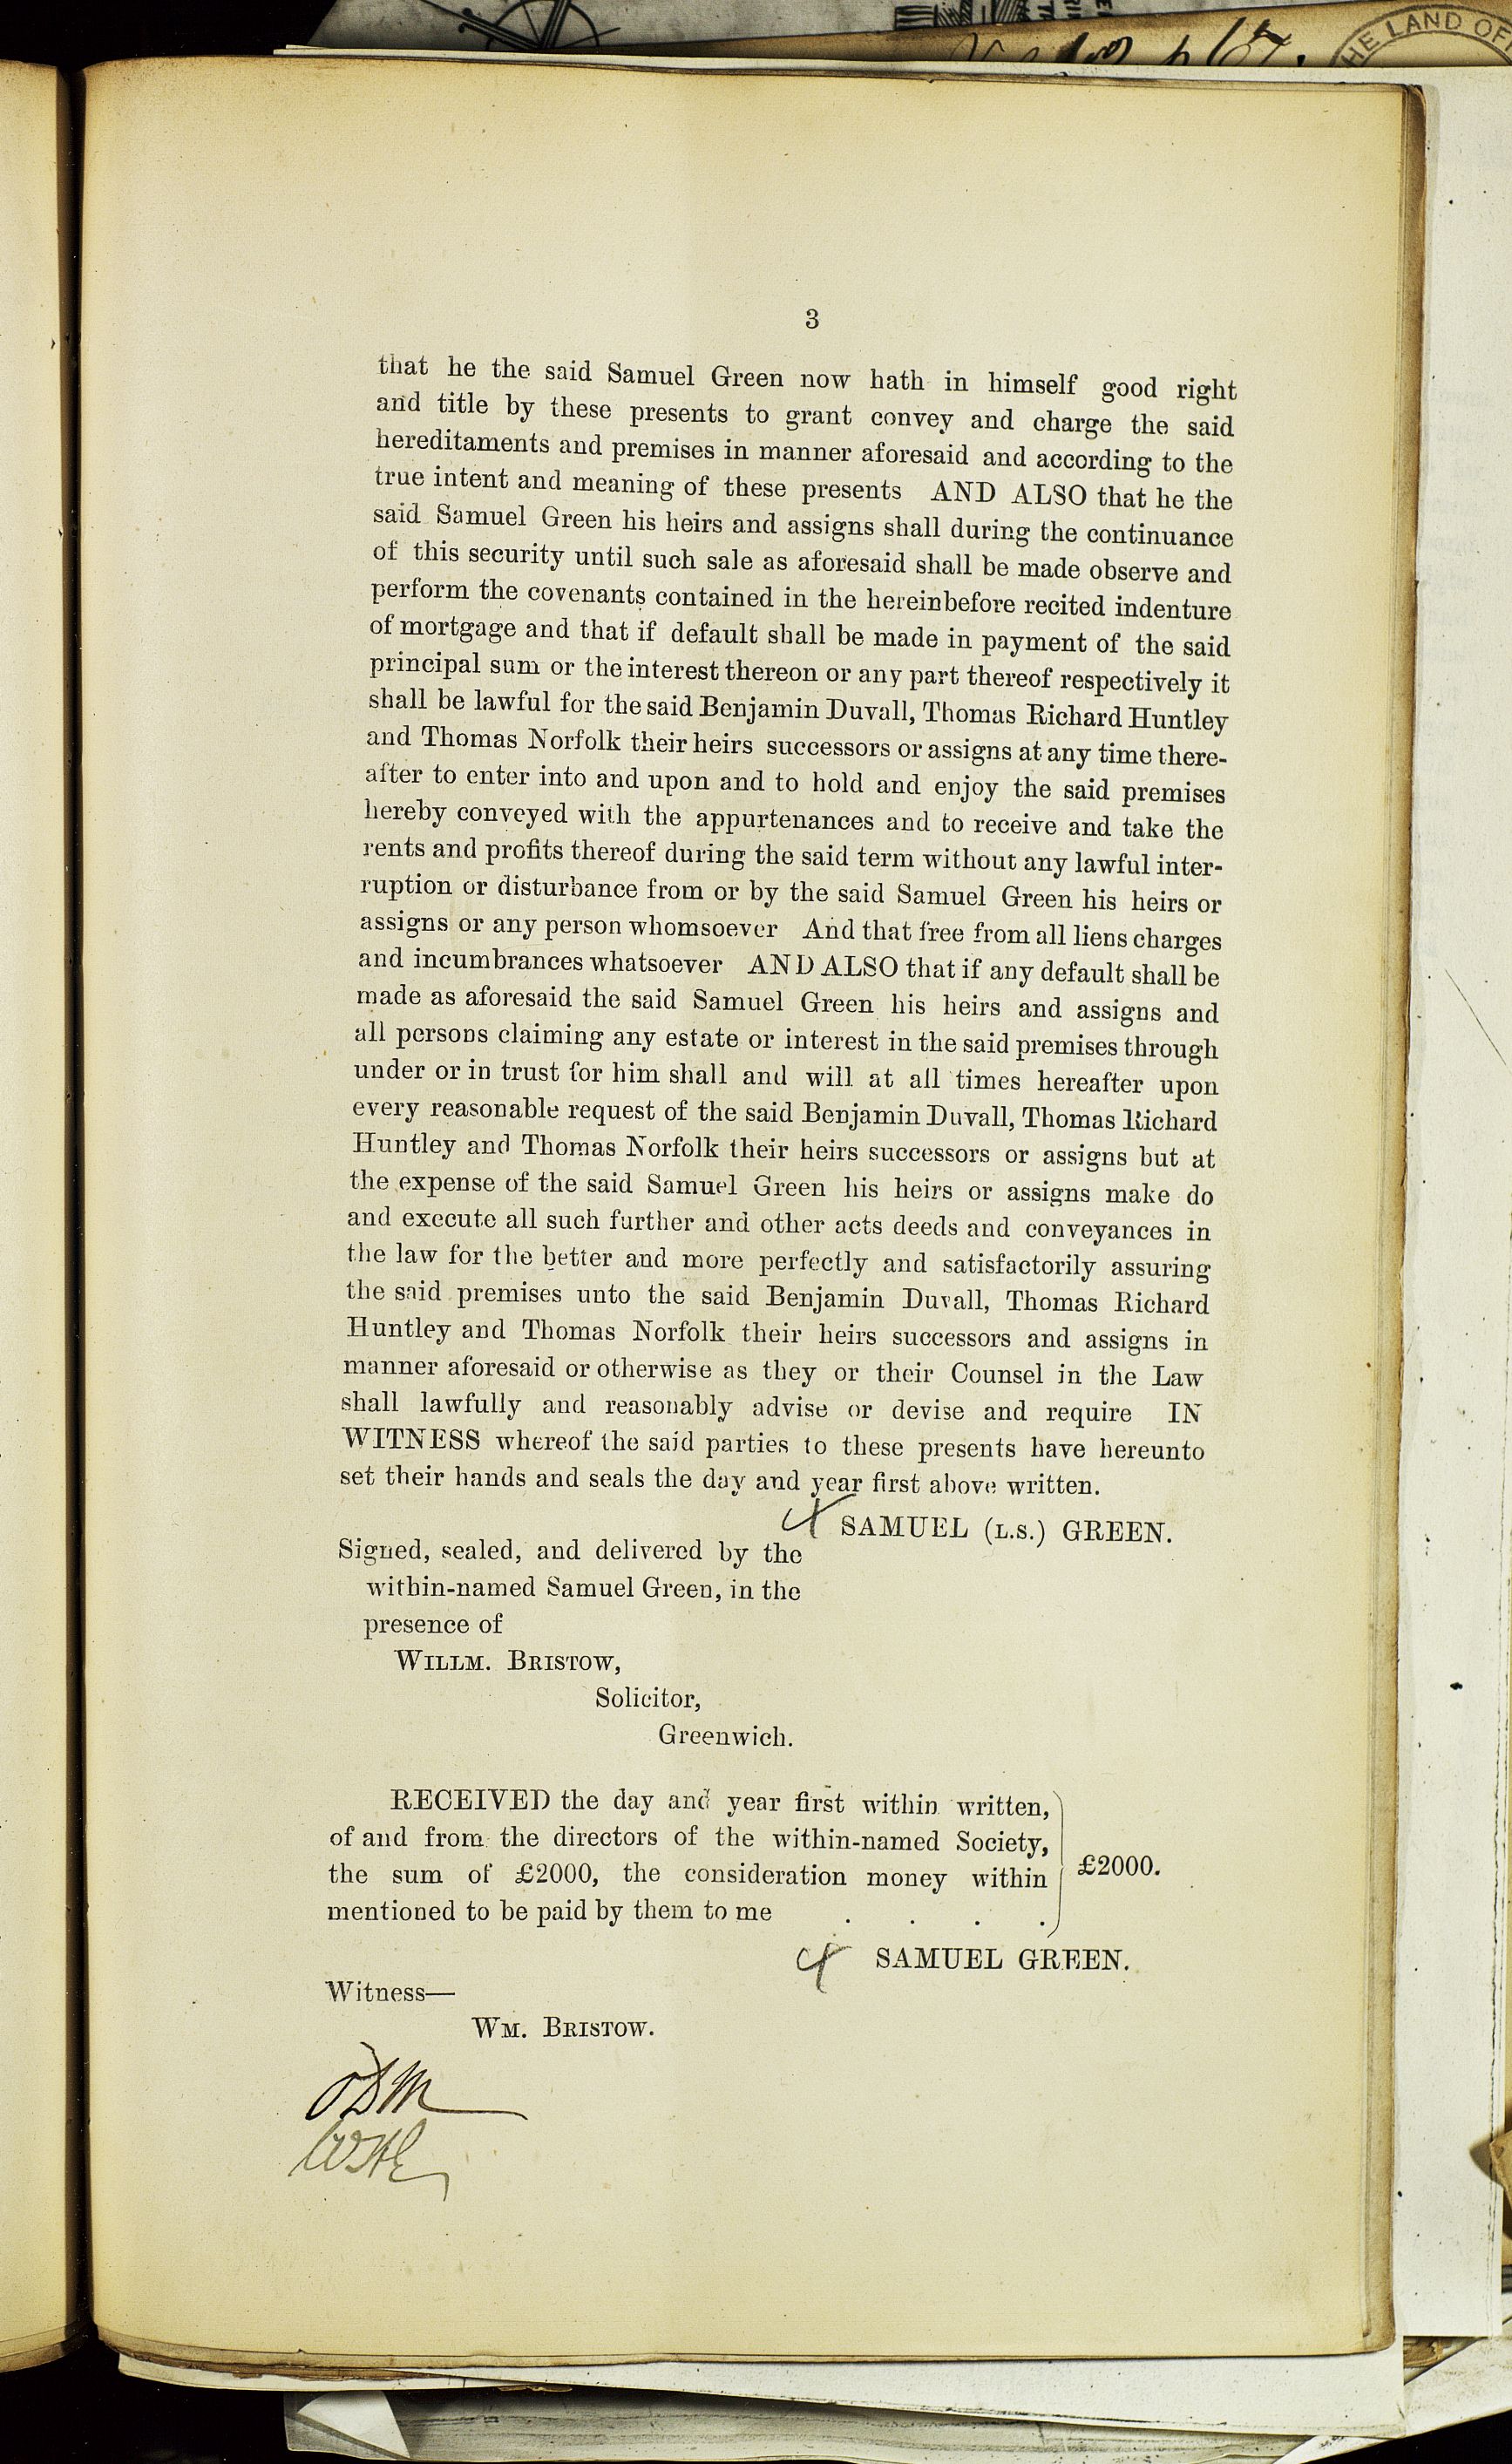 HE LAND OF
3
that he the said Samuel Green now hath in himself good right
and title by these presents to grant convey and charge the said
hereditaments and premises in manner aforesaid and according to the
true intent and meaning of these presents AND ALSO that he the
said Samuel Green his heirs and assigns shall during the continuance
of this security until such sale as aforesaid shall be made observe and
perform the covenants contained in the hereinbefore recited indenture
of mortgage and that if default shall be made in payment of the said
principal sum or the interest thereon or any part thereof respectively it
shall be lawful for the said Benjamin Duvall, Thomas Richard Huntley
and Thomas Norfolk their heirs successors or assigns at any time there-
after to enter into and upon and to hold and enjoy the said premises
hereby conveyed with the appurtenances and to receive and take the
rents and profits thereof during the said term without any lawful inter-
ruption or disturbance from or by the said Samuel Green his heirs or
assigns or any person whomsoever And that free from all liens charges
and incumbrances whatsoever AND ALSO that if any default shall be
made as aforesaid the said Samuel Green his heirs and assigns and
all persons claiming any estate or interest in the said premises through
under or in trust for him shall and will at all times hereafter upon
every reasonable request of the said Benjamin Duvall, Thomas Richard
Huntley and Thomas Norfolk their heirs successors or assigns but at
the expense of the said Samuel Green his heirs or assigns make do
and execute all such further and other acts deeds and conveyances in
the law for the better and more perfectly and satisfactorily assuring
the said premises unto the said Benjamin Duvall, Thomas Richard
Huntley and Thomas Norfolk their heirs successors and assigns in
manner aforesaid or otherwise as they or their Counsel in the Law
shall lawfully and reasonably advise or devise and require IN
WITNESS whereof the said parties to these presents have hereunto
set their hands and seals the day and year first above written.
SAMUEL (L.S.) GREEN.
Signed, sealed, and delivered by the
within-named Samuel Green, in the
presence of
WILLM. BRISTOW,
Solicitor,
Greenwich.
RECEIVED the day and year first within written,
of and from the directors of the within-named Society,
the sum of £2000, the consideration money within
mentioned to be paid by them to me . . . .
£2000.
SAMUEL GREEN.
Witness—
WM. BRISTOW.